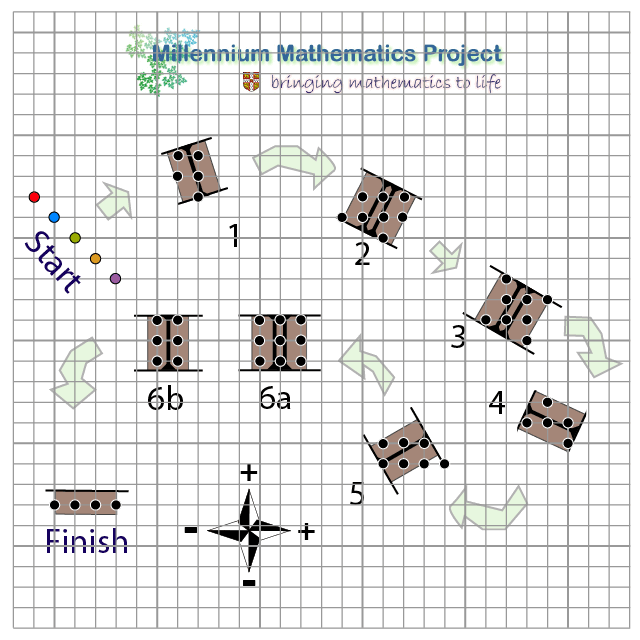 Millennium Mathematics Project
bringing mathematics to life
Start
1
2
3
4
5
6b
6a
Finish
+
-
+
-